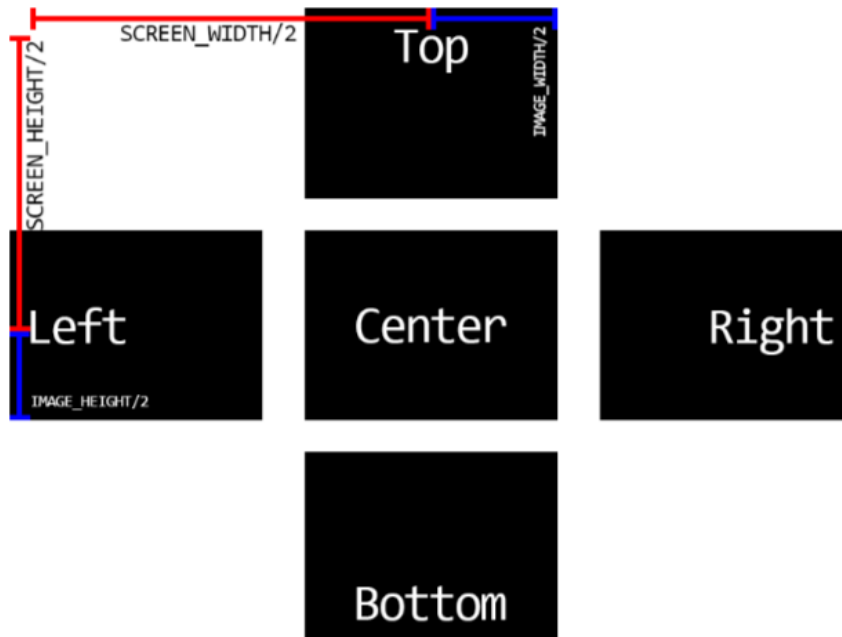 SCREEN_WIDTH/2
Top
IMAGE_WIDTH/2
SCREEN_HEIGHT/2
Left
Center
Right
IMAGE_HEIGHT/2
Bottom